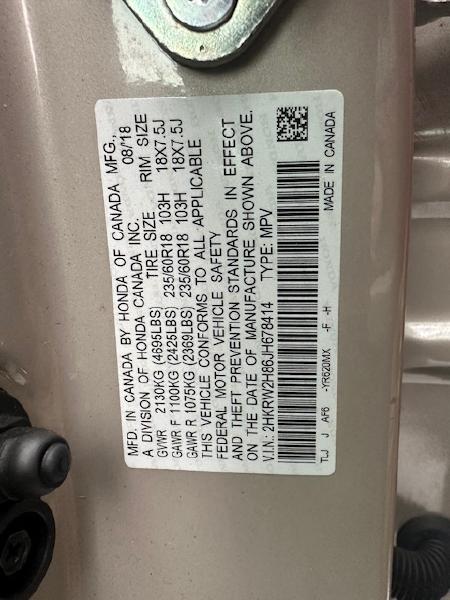 MFD. IN CANADA BY HONDA OF CANADA MFG.,
A DIVISION OF HONDA CANADA INC. 08/18
GVWR 2130KG (4695LBS) TIRE SIZE RIM SIZE
GAWR F 1100KG (2425LBS) 235/60R18 103H 18X7.5J
GAWR R 1075KG (2369LBS) 235/60R18 103H 18X7.5J
THIS VEHICLE CONFORMS TO ALL APPLICABLE
FEDERAL MOTOR VEHICLE SAFETY
AND THEFT PREVENTION STANDARDS IN EFFECT
ON THE DATE OF MANUFACTURE SHOWN ABOVE.
V.I.N.: 2HKRW2H86JH678414 TYPE: MPV
TLJ J AF6 -YR620MX -F -H MADE IN CANADA